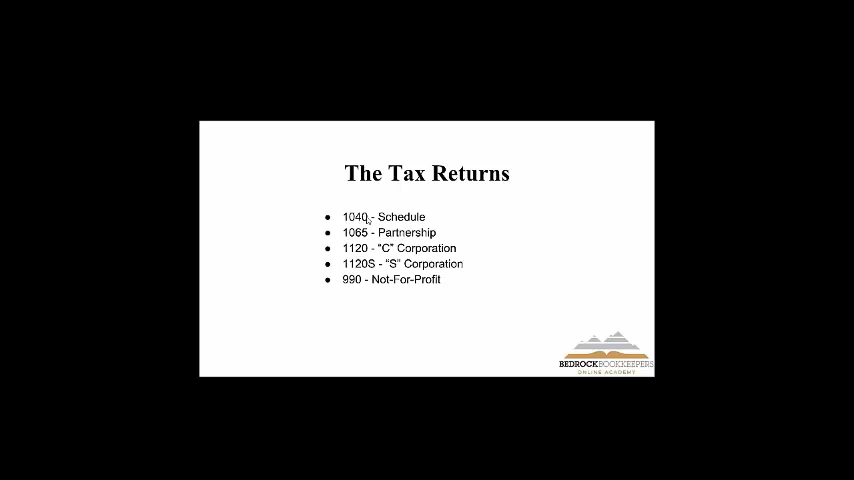 The Tax Returns
● 1040 - Schedule
● 1065 - Partnership
● 1120 - “C” Corporation
● 1120S - “S” Corporation
● 990 - Not-For-Profit
BEDROCKBOOKKEEPERS
ONLINE ACADEMY